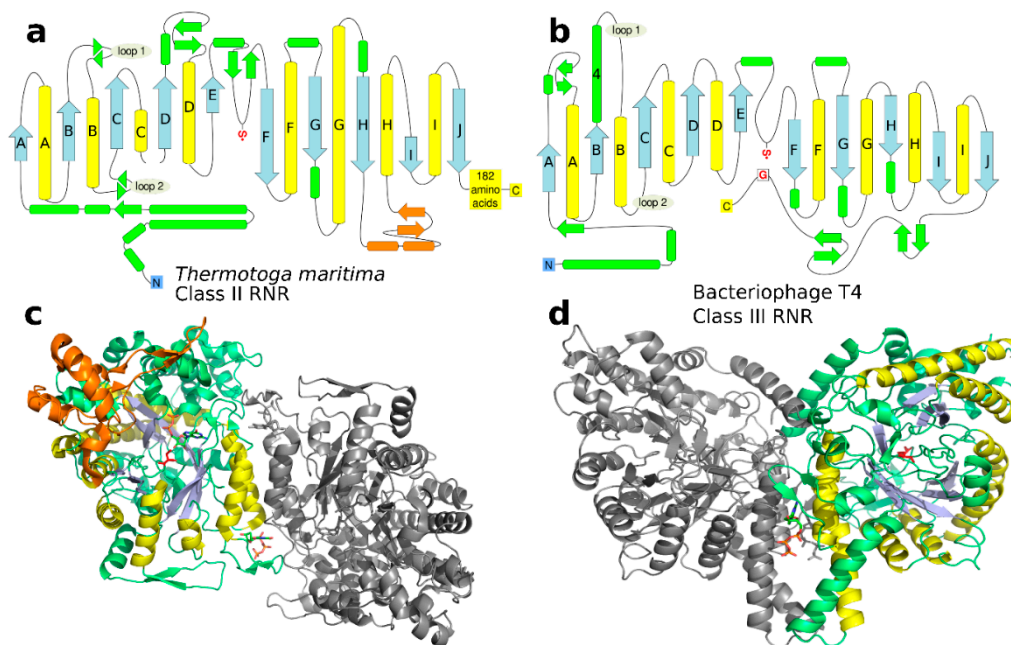 a
b
loop 1
loop 1
4
A
A
B
B
C
C
D
D
E
S•
F
F
G
G
H
H
I
I
J
182
amino
acids
C
loop 2
N
A
A
B
B
C
C
D
D
E
S•
G
C
F
F
G
G
H
H
I
I
J
loop 2
N
Thermotoga maritima
Class II RNR
Bacteriophage T4
Class III RNR
c
d